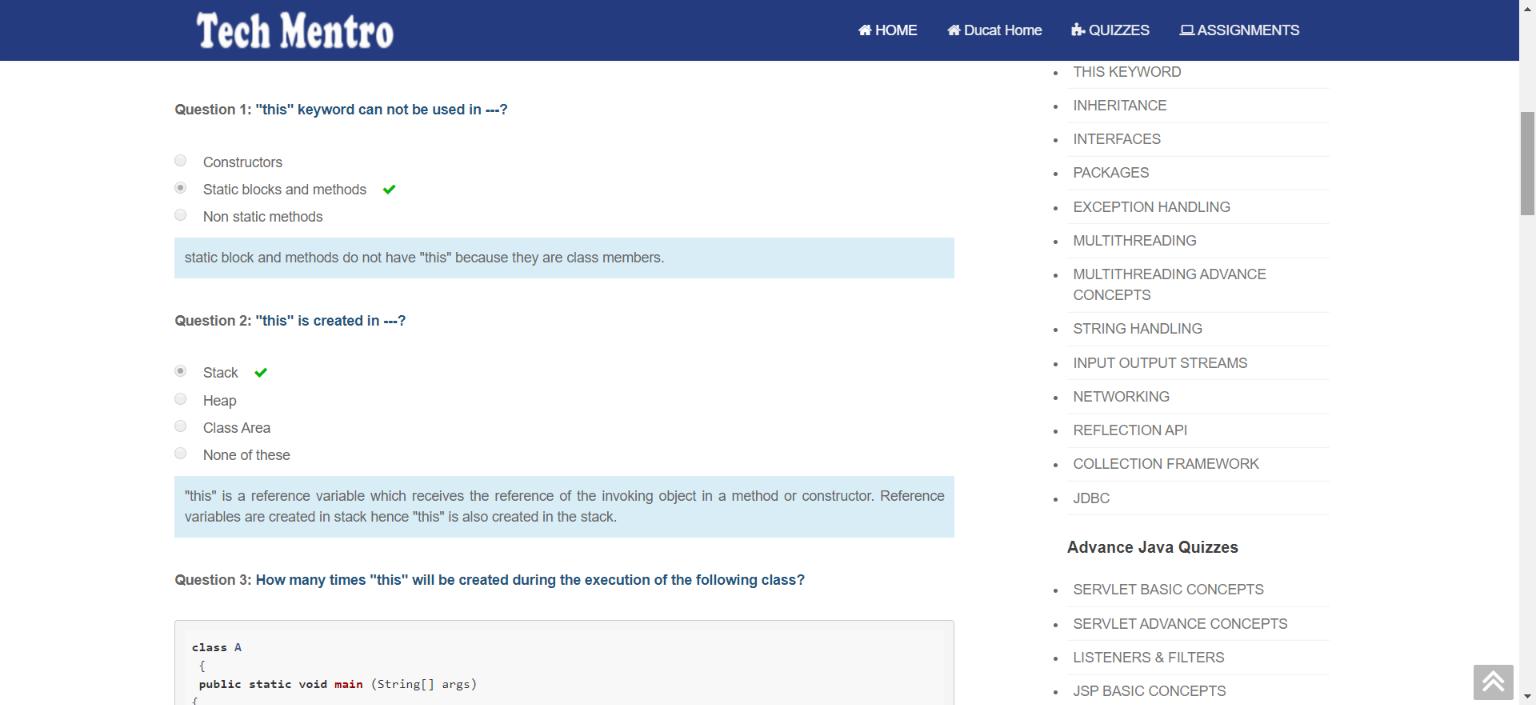 Tech Mentro
HOME
Ducat Home
QUIZZES
ASSIGNMENTS
Question 1: "this" keyword can not be used in ---?
Constructors
Static blocks and methods
Non static methods
static block and methods do not have "this" because they are class members.
Question 2: "this" is created in ---?
Stack
Heap
Class Area
None of these
"this" is a reference variable which receives the reference of the invoking object in a method or constructor. Reference
variables are created in stack hence "this" is also created in the stack.
Question 3: How many times "this" will be created during the execution of the following class?
class A
{
public static void main (String[] args)
{
THIS KEYWORD
INHERITANCE
INTERFACES
PACKAGES
EXCEPTION HANDLING
MULTITHREADING
MULTITHREADING ADVANCE
CONCEPTS
STRING HANDLING
INPUT OUTPUT STREAMS
NETWORKING
REFLECTION API
COLLECTION FRAMEWORK
JDBC
Advance Java Quizzes
SERVLET BASIC CONCEPTS
SERVLET ADVANCE CONCEPTS
LISTENERS & FILTERS
JSP BASIC CONCEPTS